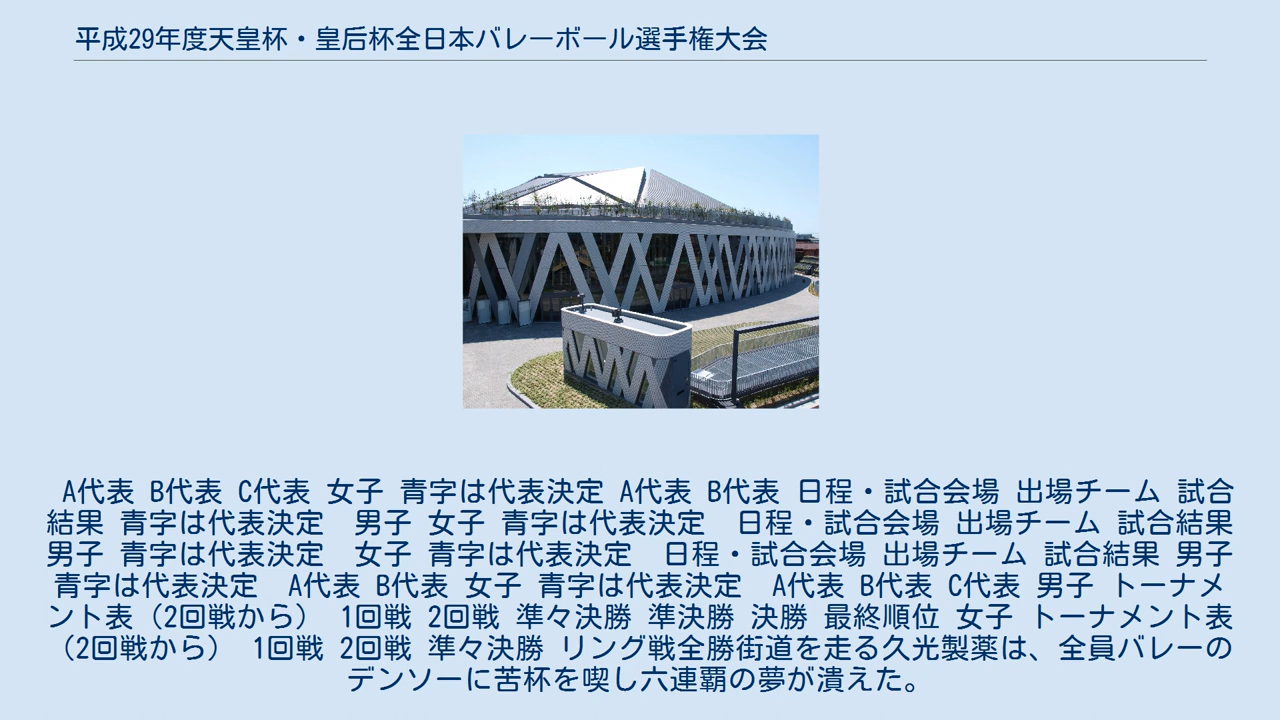 平成29年度天皇杯・皇后杯全日本バレーボール選手権大会
A代表 B代表 C代表 女子 青字は代表決定 A代表 B代表 日程・試合会場 出場チーム 試合
結果 青字は代表決定　男子 女子 青字は代表決定　日程・試合会場 出場チーム 試合結果
男子 青字は代表決定　女子 青字は代表決定　日程・試合会場 出場チーム 試合結果 男子
青字は代表決定　A代表 B代表 女子 青字は代表決定　A代表 B代表 C代表 男子 トーナメ
ント表（2回戦から） 1回戦 2回戦 準々決勝 準決勝 決勝 最終順位 女子 トーナメント表
（2回戦から） 1回戦 2回戦 準々決勝 リング戦全勝街道を走る久光製薬は、全員バレーの
デンソーに苦杯を喫し六連覇の夢が潰えた。